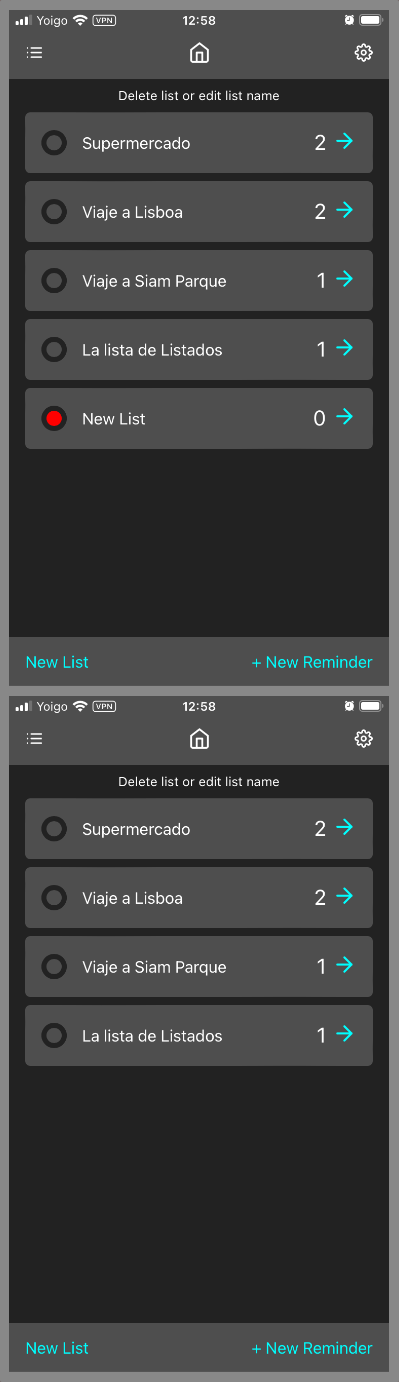 Yoigo VPN 12:58
Delete list or edit list name
Supermercado 2
Viaje a Lisboa 2
Viaje a Siam Parque 1
La lista de Listados 1
New List 0
New List + New Reminder
Yoigo VPN 12:58
Delete list or edit list name
Supermercado 2
Viaje a Lisboa 2
Viaje a Siam Parque 1
La lista de Listados 1
New List + New Reminder